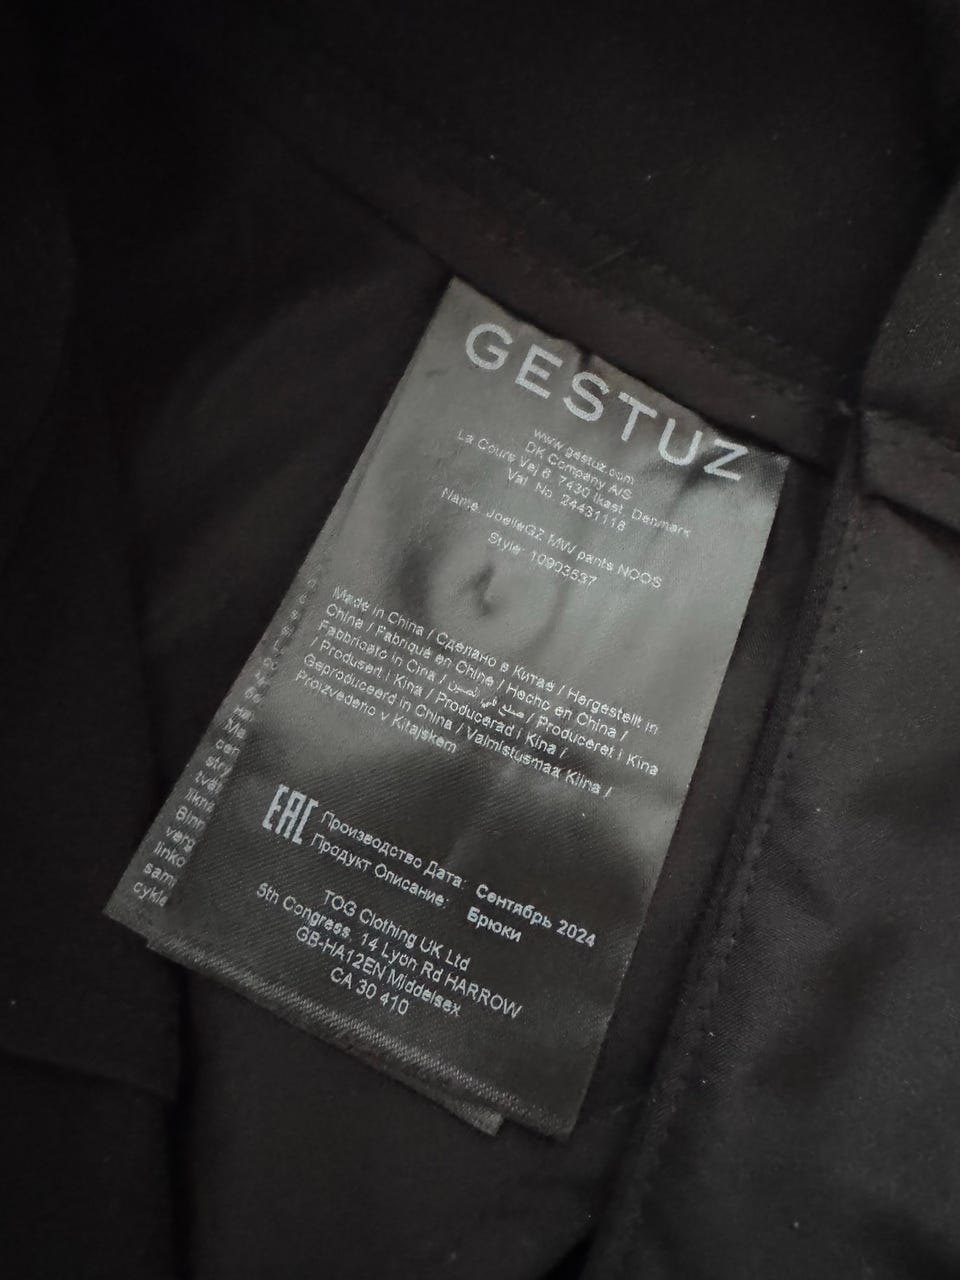 GESTUZ
www.gestuz.com
DK Company A/S
La Cours Vej 6, 7430 Ikast, Denmark
Vat. No. 24431118
Name: JoelleGZ MW pants NOOS
Style: 10903537
Made in China / Сделано в Китае / Hergestellt in
China / Fabriqué en Chine / Hecho en China /
Fabbricato in Cina / صنع في الصين / Produceret i Kina
/ Produsert i Kina / Producerad i Kina /
Geproduceerd in China / Valmistusmaa Kiina /
Proizvedeno v Kitajskem
EAC
Производство Дата: Сентябрь 2024
Продукт Описание: Брюки
TOG Clothing UK Ltd
5th Congress, 14 Lyon Rd HARROW
GB-HA12EN Middelsex
CA 30 410